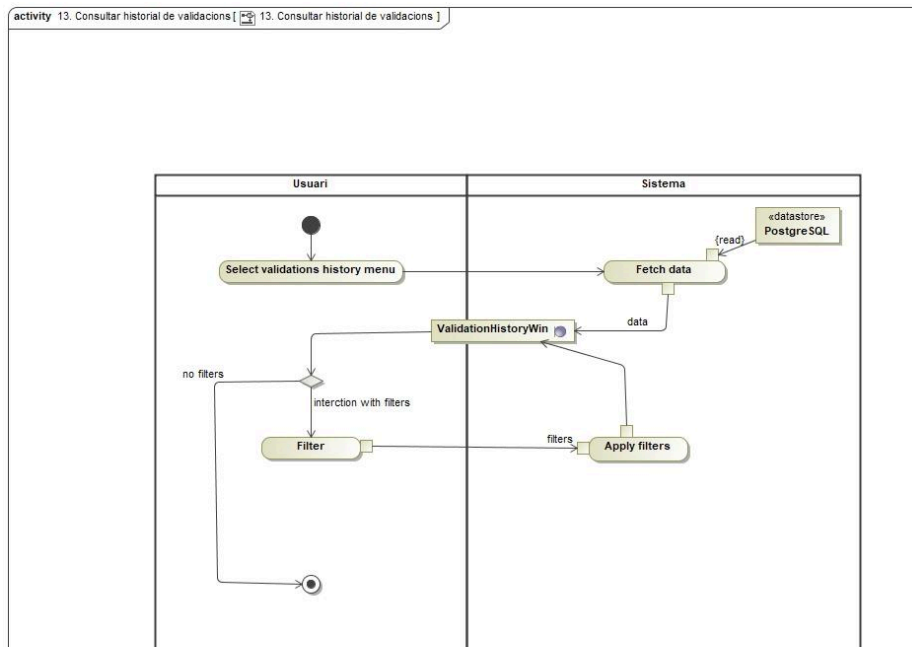 activity 13. Consultar historial de validacions [ 13. Consultar historial de validacions ]
Usuari
Sistema
«datastore»
PostgreSQL
{read}
Select validations history menu
Fetch data
data
ValidationHistoryWin
no filters
interction with filters
Filter
filters
Apply filters